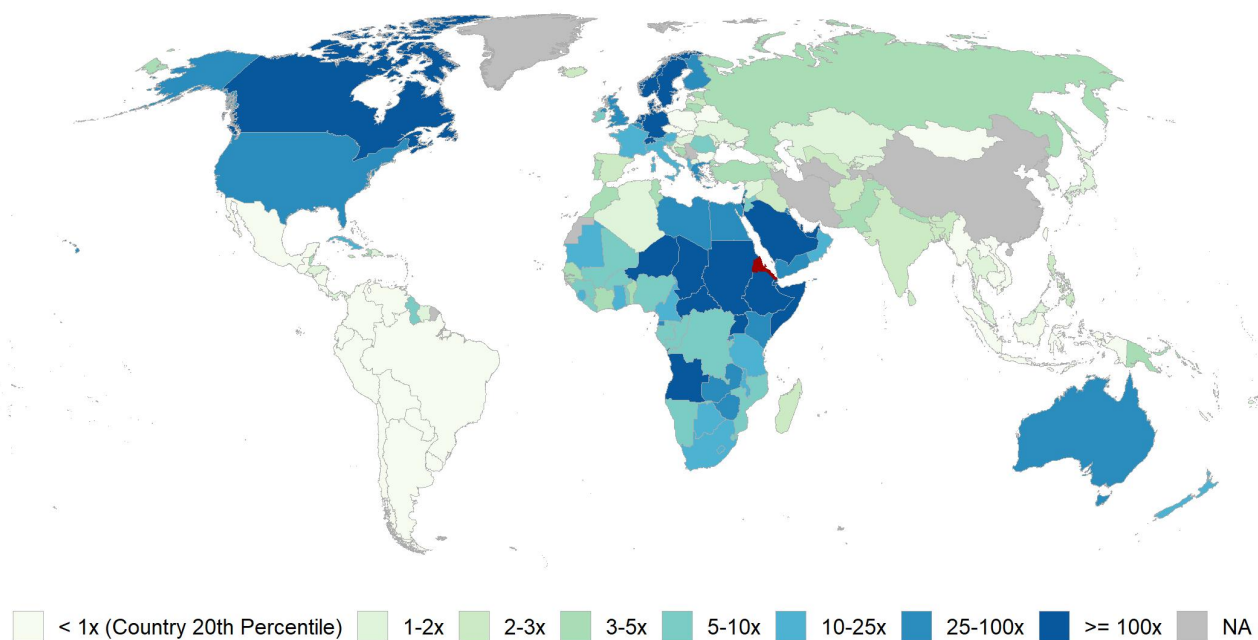 < 1x (Country 20th Percentile) 1-2x 2-3x 3-5x 5-10x 10-25x 25-100x >= 100x NA